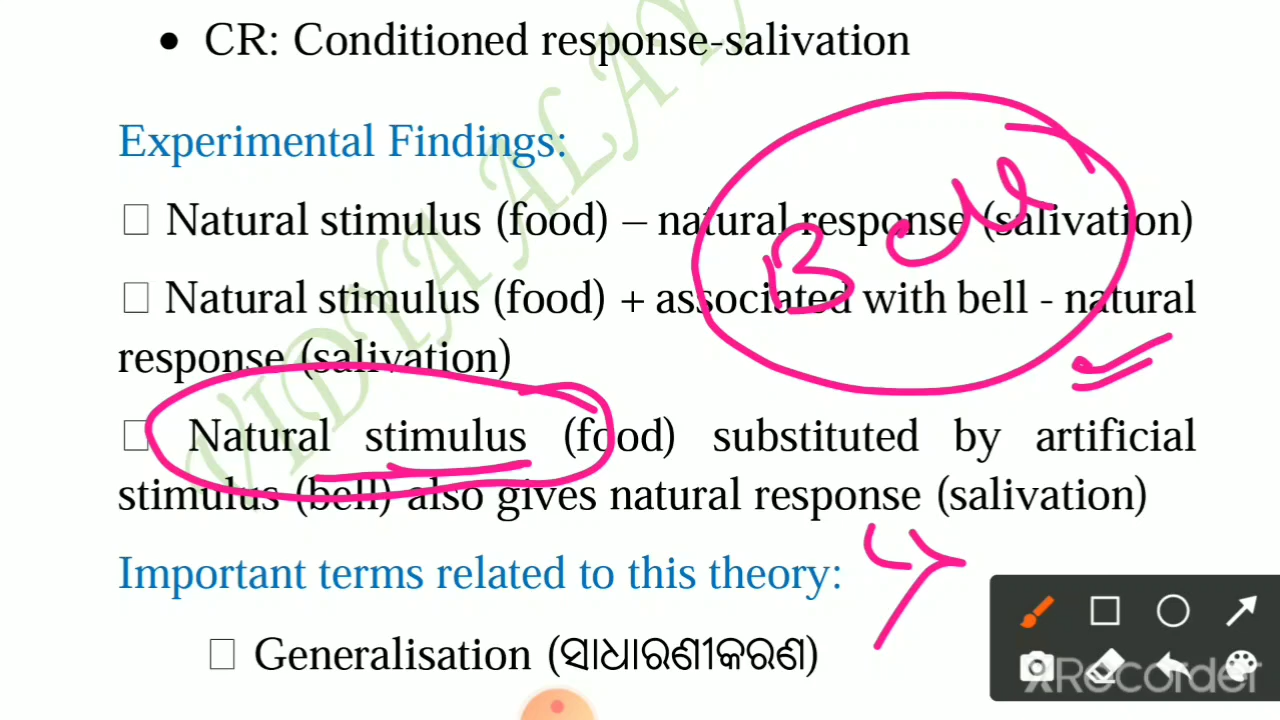 • CR: Conditioned response-salivation
Experimental Findings:
Natural stimulus (food) – natural response (salivation)
Natural stimulus (food) + associated with bell - natural
response (salivation)
Natural stimulus (food) substituted by artificial
stimulus (bell) also gives natural response (salivation)
Important terms related to this theory:
Generalisation (ସାଧାରଣୀକରଣ)
Bell
VIDYA ALAY
XRecorder